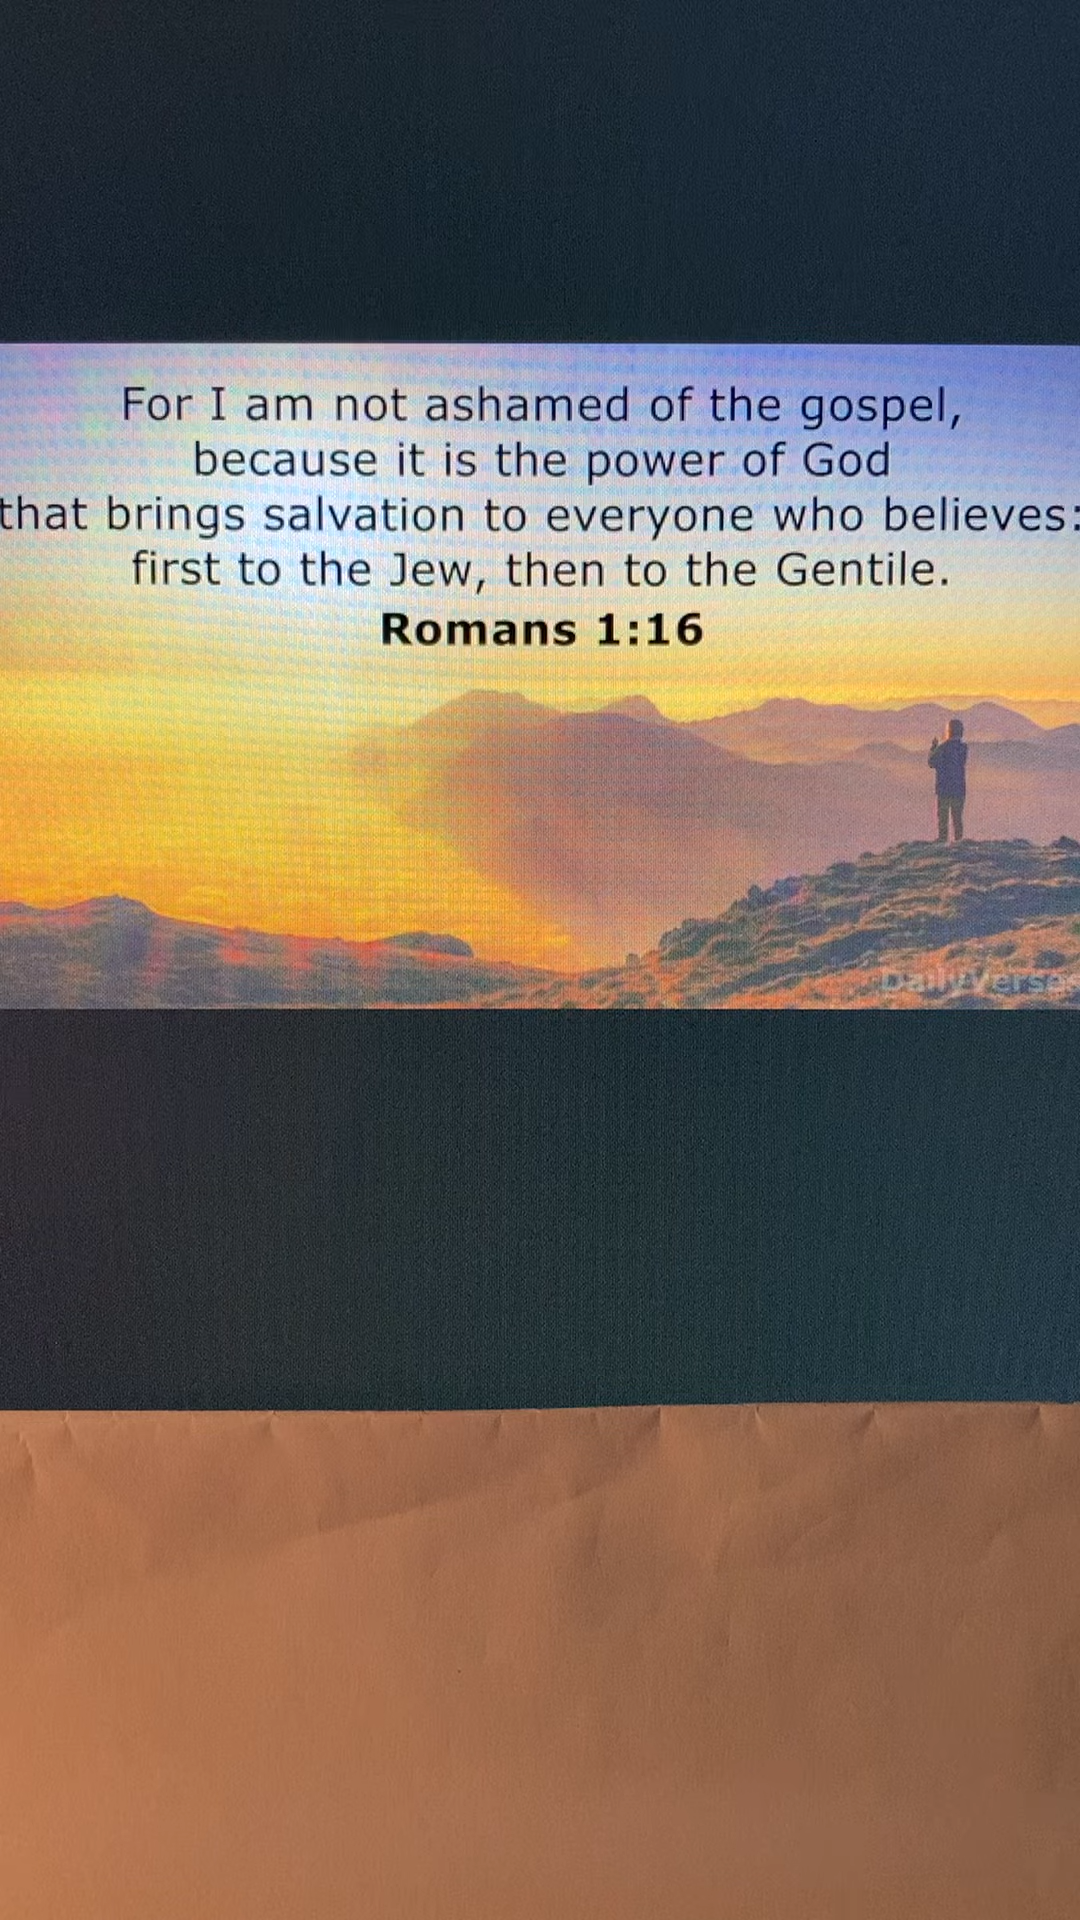 For I am not ashamed of the gospel,
because it is the power of God
that brings salvation to everyone who believes:
first to the Jew, then to the Gentile.
Romans 1:16
DailyVerses